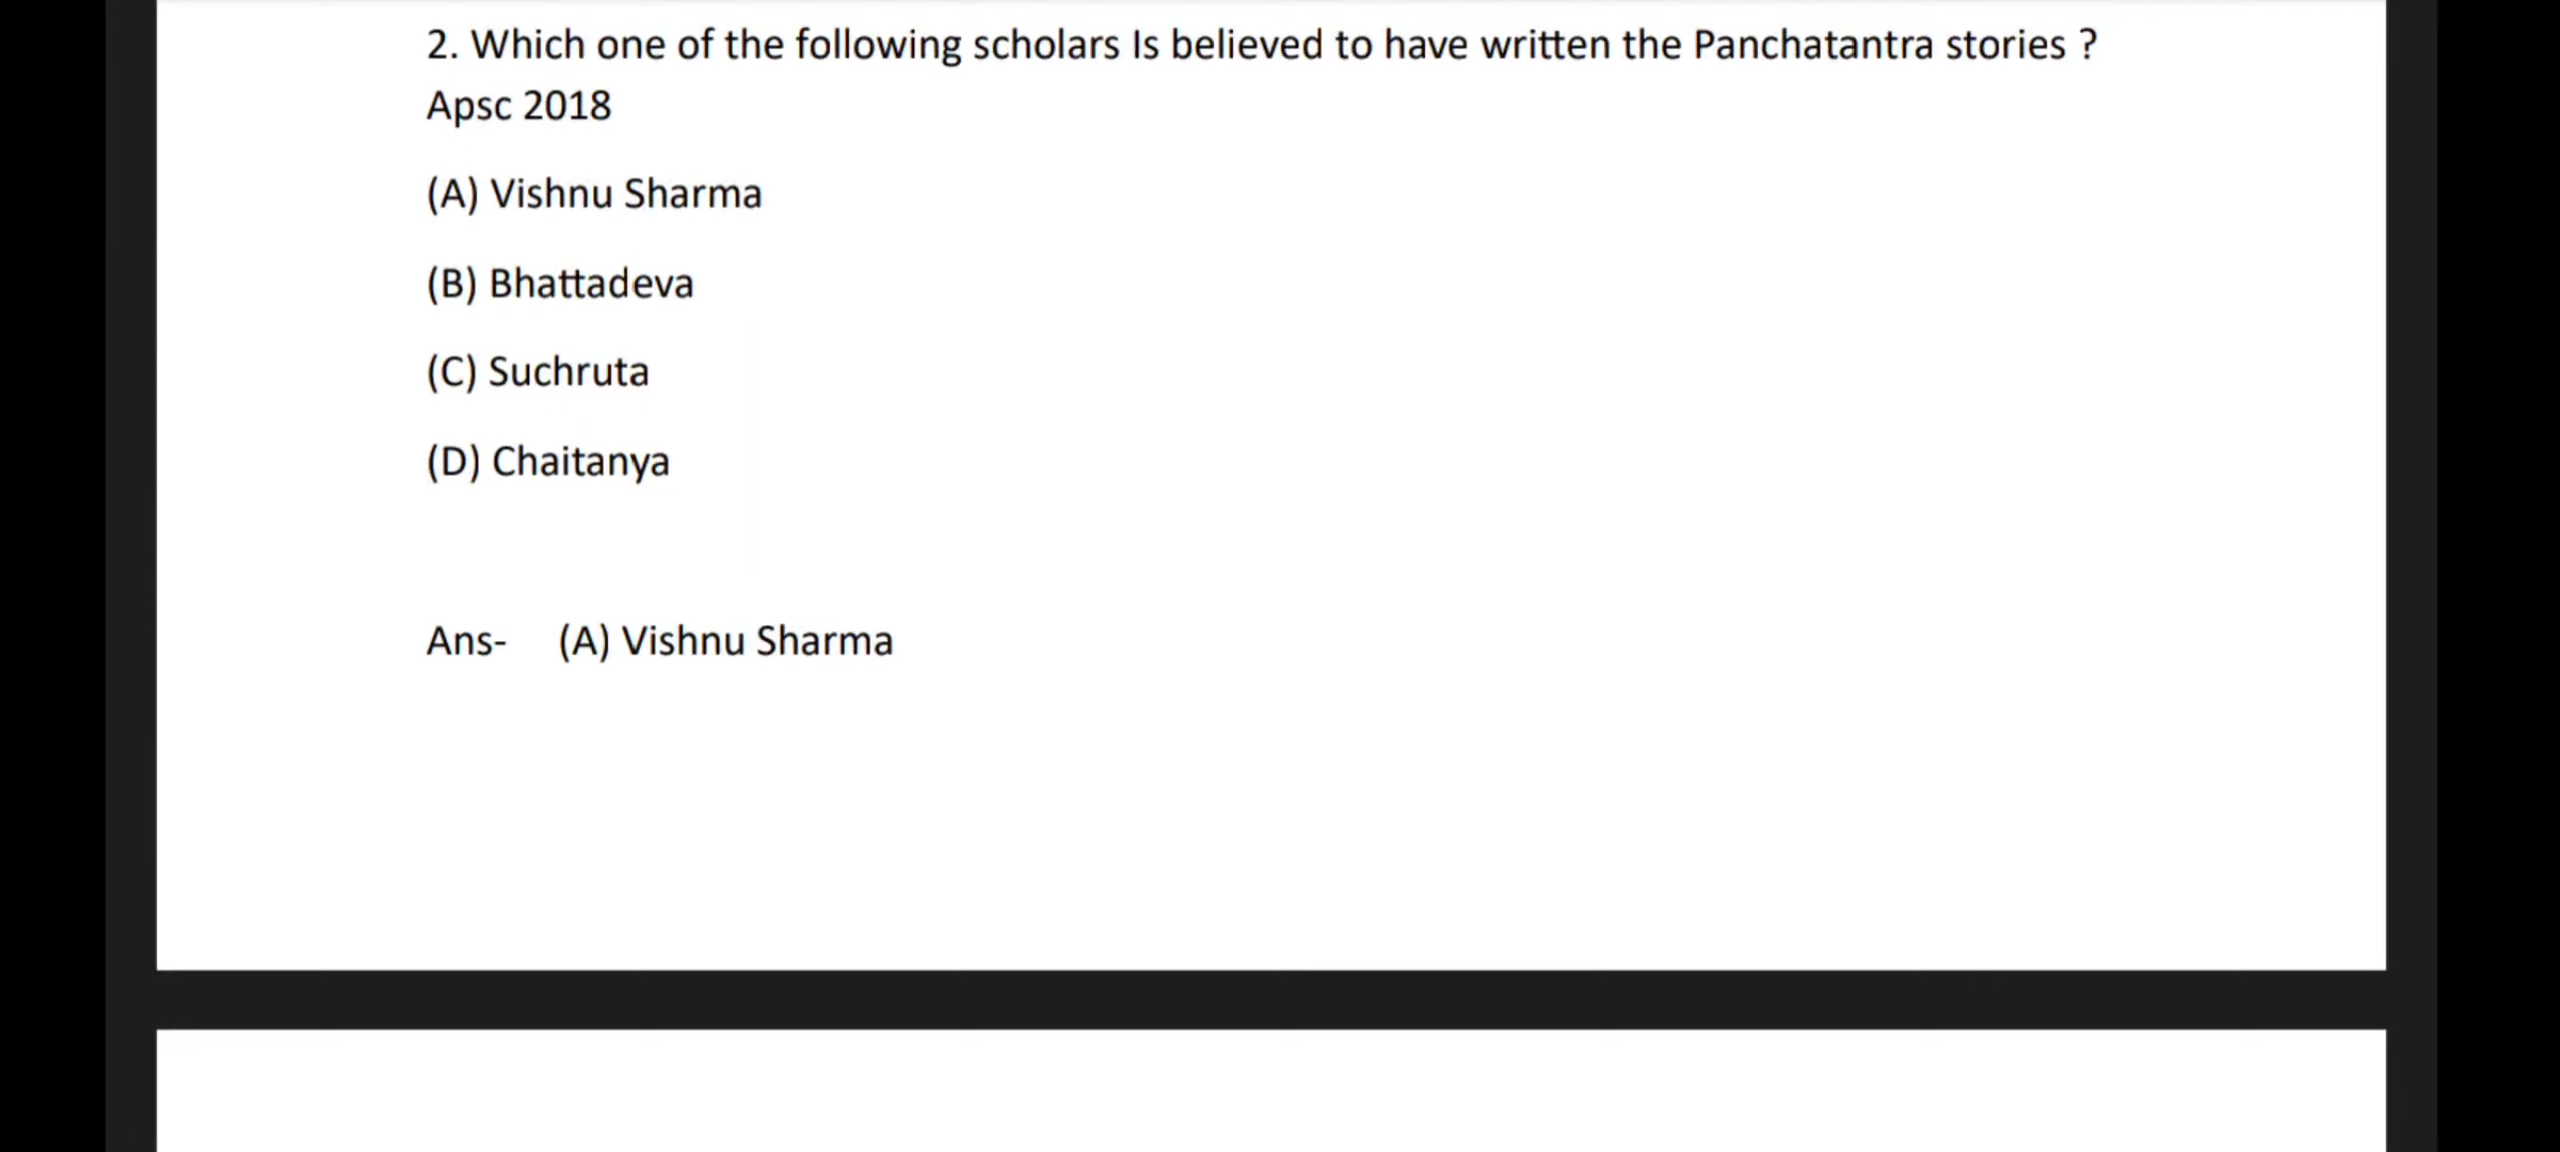 2. Which one of the following scholars Is believed to have written the Panchatantra stories ?
Apsc 2018
(A) Vishnu Sharma
(B) Bhattadeva
(C) Suchruta
(D) Chaitanya
Ans- (A) Vishnu Sharma